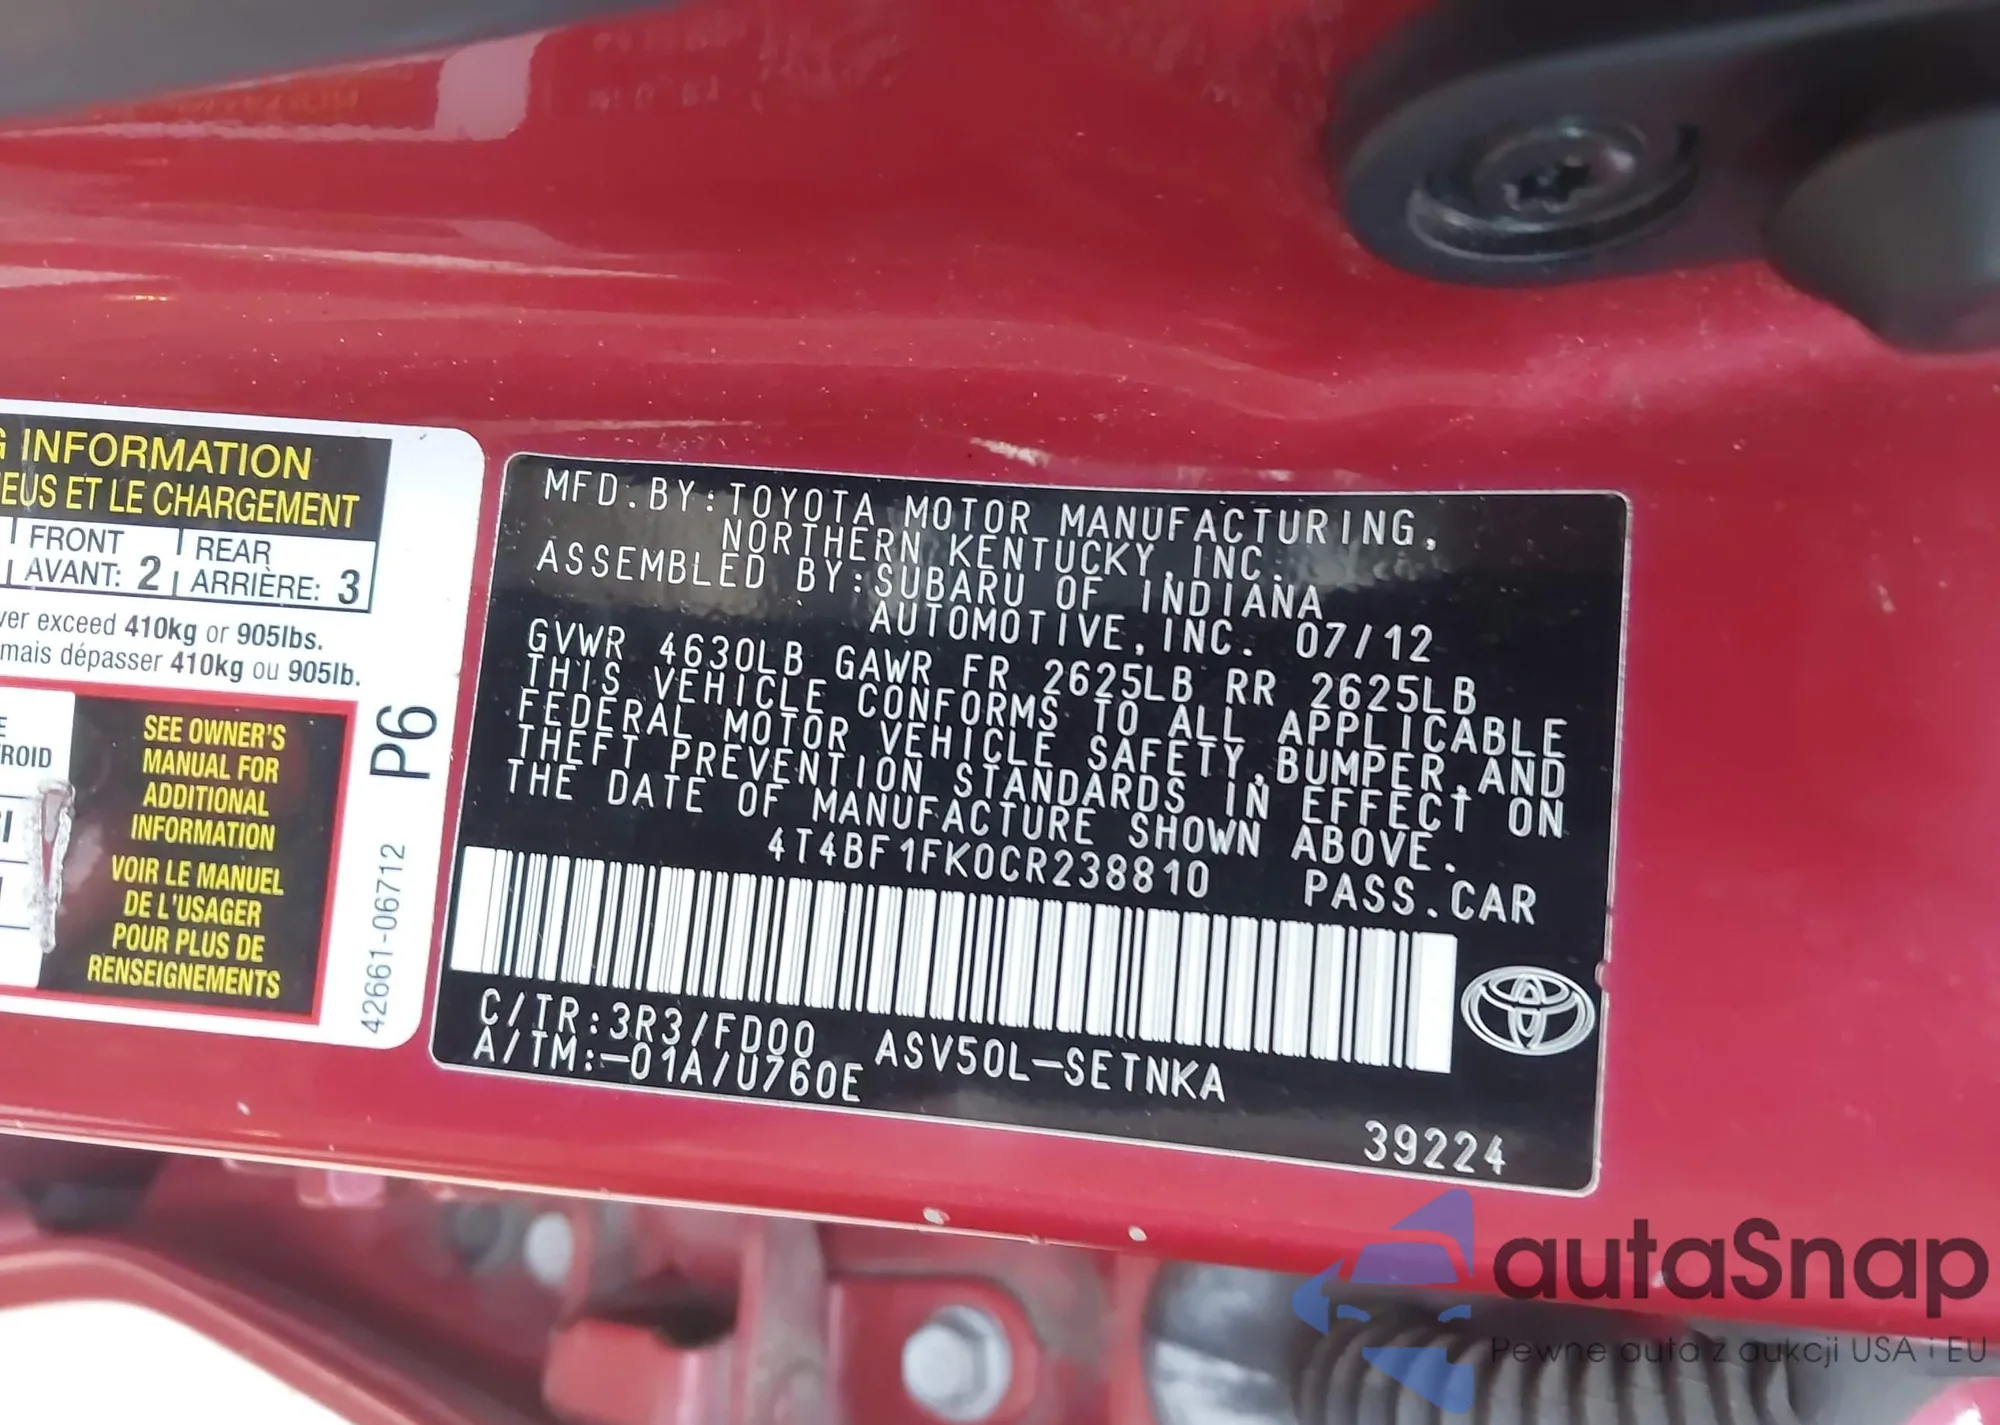 G INFORMATION
EUS ET LE CHARGEMENT
FRONT REAR
AVANT: 2 ARRIÈRE: 3
ver exceed 410kg or 905lbs.
mais dépasser 410kg ou 905lb.
ROID
SEE OWNER'S
MANUAL FOR
ADDITIONAL
INFORMATION
VOIR LE MANUEL
DE L'USAGER
POUR PLUS DE
RENSEIGNEMENTS
P6
42661-06712
MFD.BY:TOYOTA MOTOR MANUFACTURING,
NORTHERN KENTUCKY,INC.
ASSEMBLED BY:SUBARU OF INDIANA
AUTOMOTIVE,INC. 07/12
GVWR 4630LB GAWR FR 2625LB RR 2625LB
THIS VEHICLE CONFORMS TO ALL APPLICABLE
FEDERAL MOTOR VEHICLE SAFETY,BUMPER,AND
THEFT PREVENTION STANDARDS IN EFFECT ON
THE DATE OF MANUFACTURE SHOWN ABOVE.
4T4BF1FK0CR238810 PASS.CAR
C/TR:3R3/FD00 ASV50L-SETNKA
A/TM:-01A/U760E
39224
autaSnap
Pewne auta z aukcji USA i EU